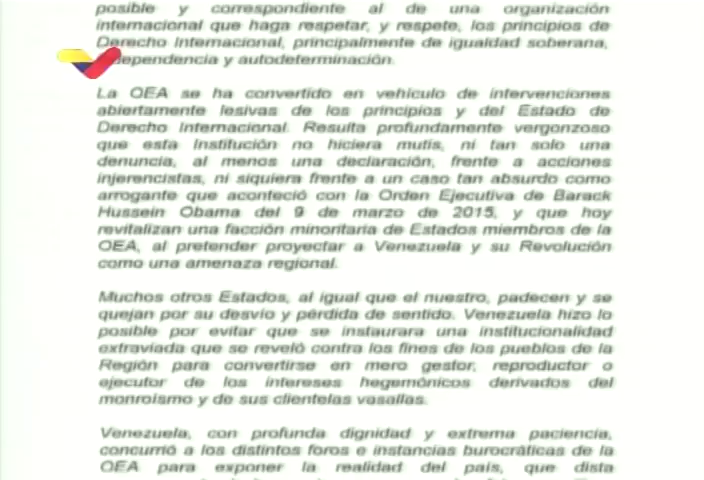 posible y correspondiente al de una organización
internacional que haga respetar, y respete, los principios de
Derecho Internacional, principalmente de igualdad soberana,
dependencia y autodeterminación.
La OEA se ha convertido en vehículo de intervenciones
abiertamente lesivas de los principios y del Estado de
Derecho Internacional. Resulta profundamente vergonzoso
que esta Institución no hiciera mutis, ni tan solo una
denuncia, al menos una declaración, frente a acciones
injerencistas, ni siquiera frente a un caso tan absurdo como
arrogante que aconteció con la Orden Ejecutiva de Barack
Hussein Obama del 9 de marzo de 2015, y que hoy
revitalizan una facción minoritaria de Estados miembros de la
OEA, al pretender proyectar a Venezuela y su Revolución
como una amenaza regional.
Muchos otros Estados, al igual que el nuestro, padecen y se
quejan por su desvío y pérdida de sentido. Venezuela hizo lo
posible por evitar que se instaurara una institucionalidad
extraviada que se reveló contra los fines de los pueblos de la
Región para convertirse en mero gestor, reproductor o
ejecutor de los intereses hegemónicos derivados del
monroismo y de sus clientelas vasallas.
Venezuela, con profunda dignidad y extrema paciencia,
concurrió a los distintos foros e instancias burocráticas de la
OEA para exponer la realidad del país, que dista